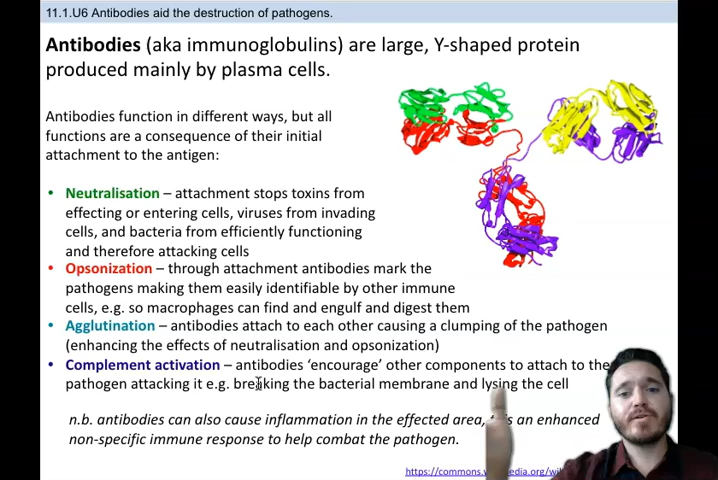 11.1.U6 Antibodies aid the destruction of pathogens.
Antibodies (aka immunoglobulins) are large, Y-shaped protein
produced mainly by plasma cells.
Antibodies function in different ways, but all
functions are a consequence of their initial
attachment to the antigen:
• Neutralisation – attachment stops toxins from
effecting or entering cells, viruses from invading
cells, and bacteria from efficiently functioning
and therefore attacking cells
• Opsonization – through attachment antibodies mark the
pathogens making them easily identifiable by other immune
cells, e.g. so macrophages can find and engulf and digest them
• Agglutination – antibodies attach to each other causing a clumping of the pathogen
(enhancing the effects of neutralisation and opsonization)
• Complement activation – antibodies ‘encourage’ other components to attach to the
pathogen attacking it e.g. breaking the bacterial membrane and lysing the cell
n.b. antibodies can also cause inflammation in the effected area, is an enhanced
non-specific immune response to help combat the pathogen.
https://commons.w